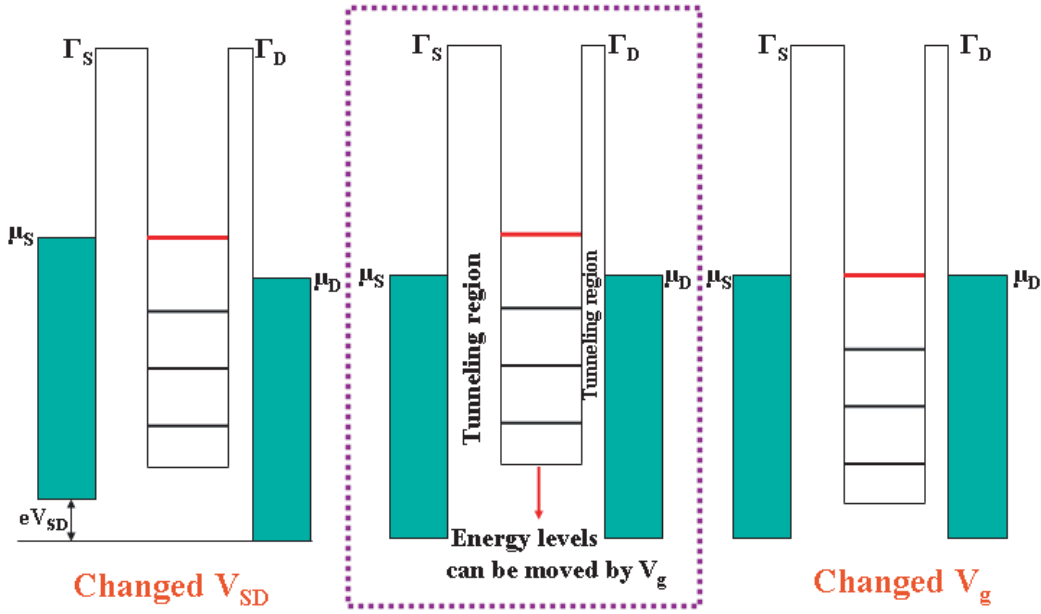 Γ_S Γ_D
μ_S
μ_D
eV_SD
Changed V_SD
Γ_S Γ_D
μ_S
μ_D
Tunneling region
Tunneling region
Energy levels
can be moved by V_g
Γ_S Γ_D
μ_S
μ_D
Changed V_g